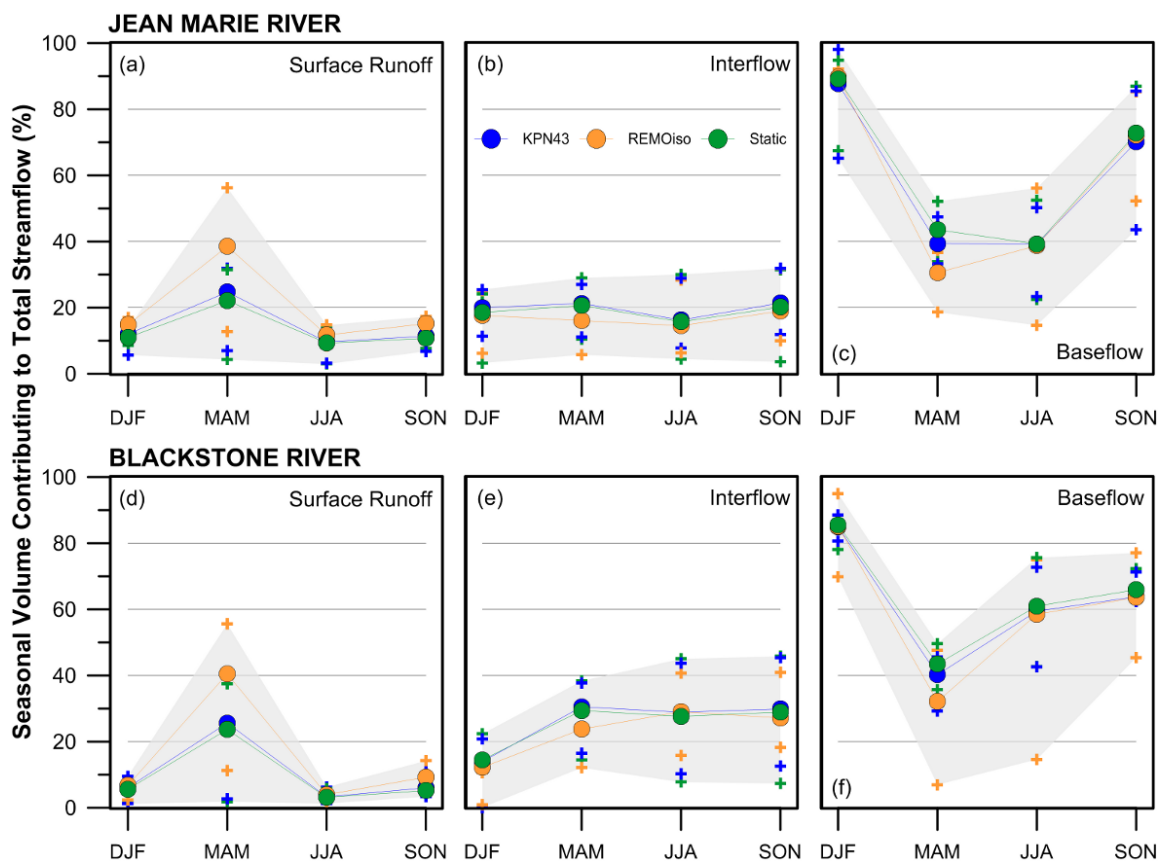 JEAN MARIE RIVER
Seasonal Volume Contributing to Total Streamflow (%)
100
80
60
40
20
0
(a)
Surface Runoff
DJF MAM JJA SON
(b)
Interflow
KPN43 REMOiso Static
DJF MAM JJA SON
(c)
Baseflow
DJF MAM JJA SON
BLACKSTONE RIVER
100
80
60
40
20
0
(d)
Surface Runoff
DJF MAM JJA SON
(e)
Interflow
DJF MAM JJA SON
Baseflow
(f)
DJF MAM JJA SON